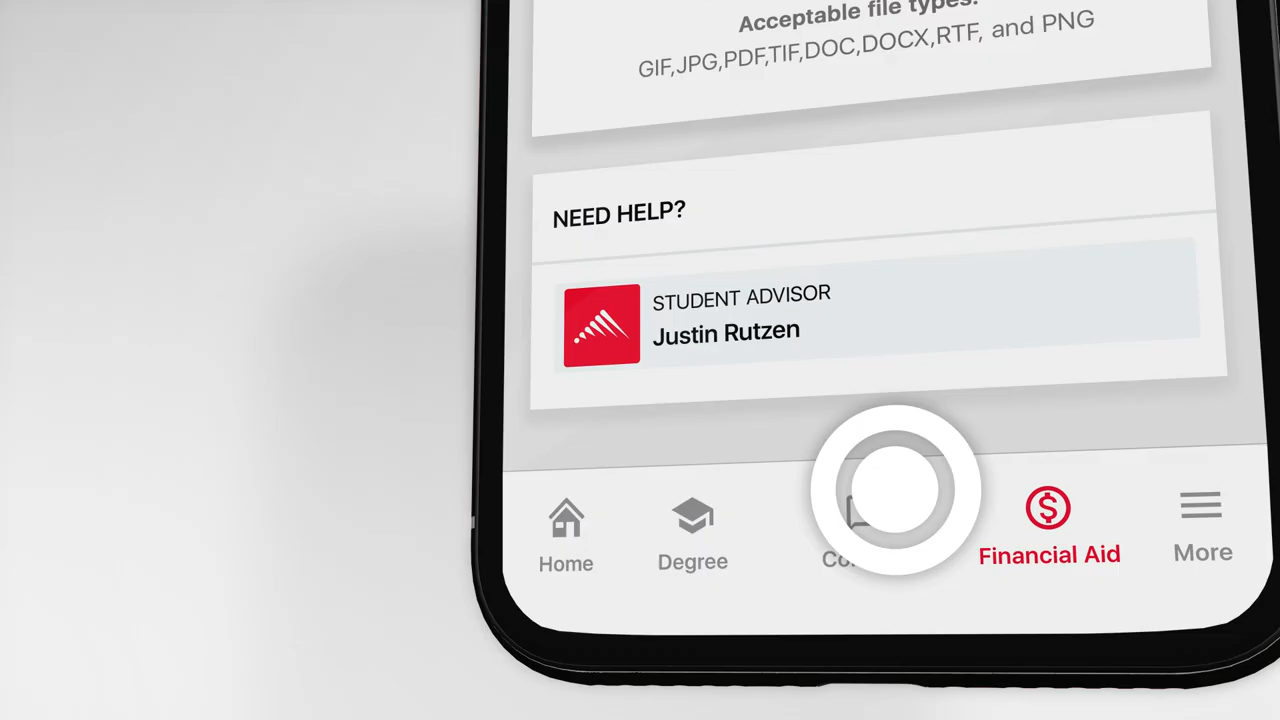 Acceptable file types:
GIF,JPG,PDF,TIF,DOC,DOCX,RTF, and PNG
NEED HELP?
STUDENT ADVISOR
Justin Rutzen
Home
Degree
Financial Aid
More